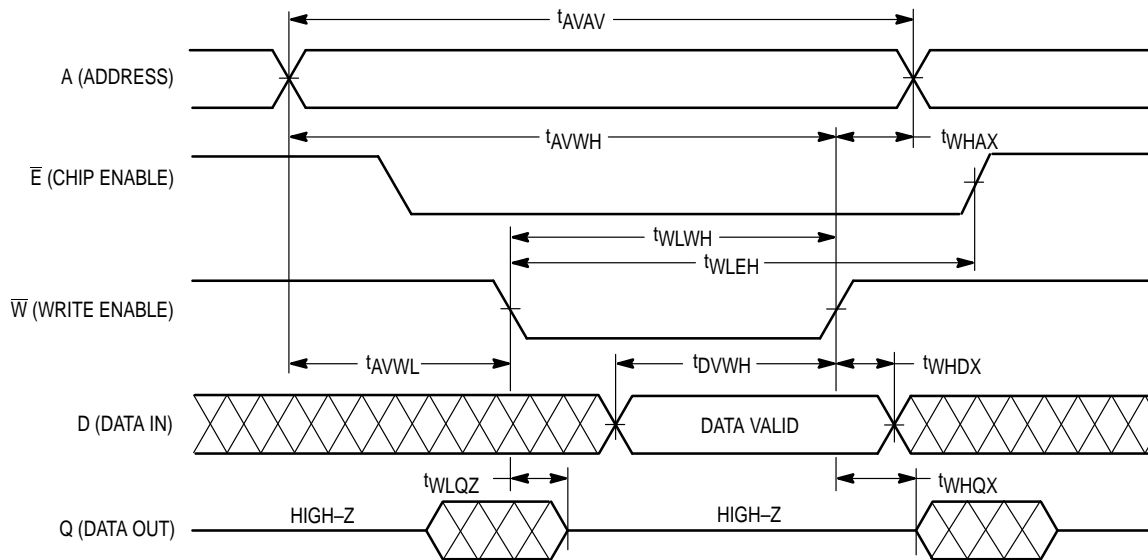 tAVAV
A (ADDRESS)
tAVWH
tWHAX
E̅ (CHIP ENABLE)
tWLWH
tWLEH
W̅ (WRITE ENABLE)
tAVWL
tDVWH
tWHDX
D (DATA IN)
DATA VALID
tWLQZ
tWHQX
Q (DATA OUT)
HIGH–Z
HIGH–Z